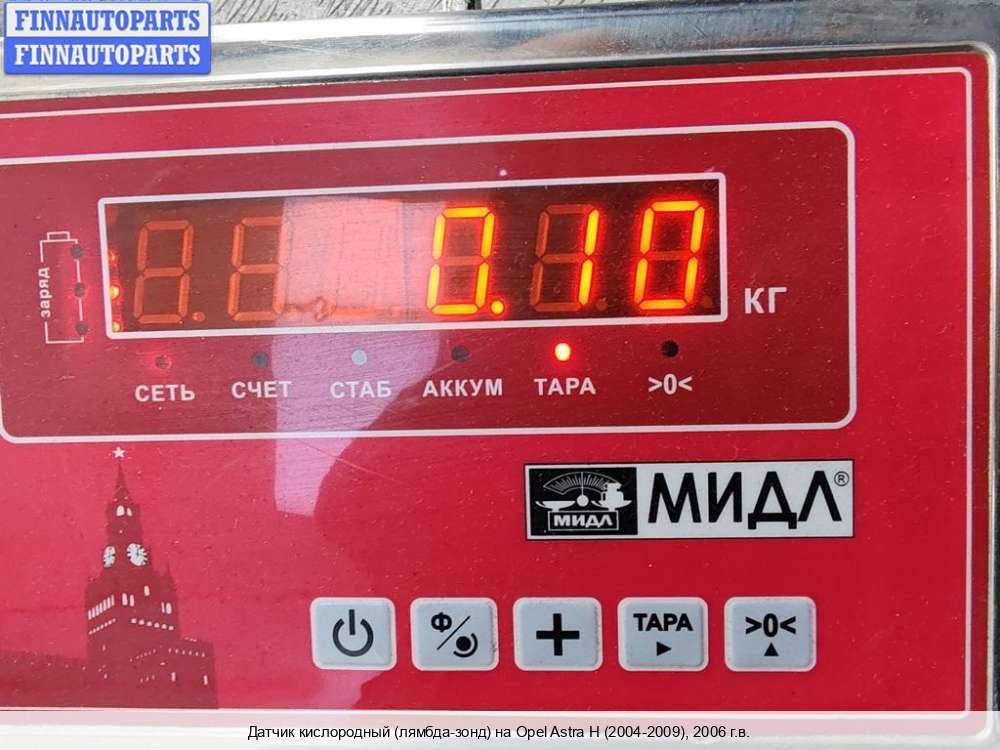 FINNAUTOPARTS
FINNAUTOPARTS
заряд
0.10
КГ
СЕТЬ СЧЕТ СТАБ АККУМ ТАРА >0<
МИДЛ МИДЛ®
Ф ТАРА >0<
Датчик кислородный (лямбда-зонд) на Opel Astra H (2004-2009), 2006 г.в.